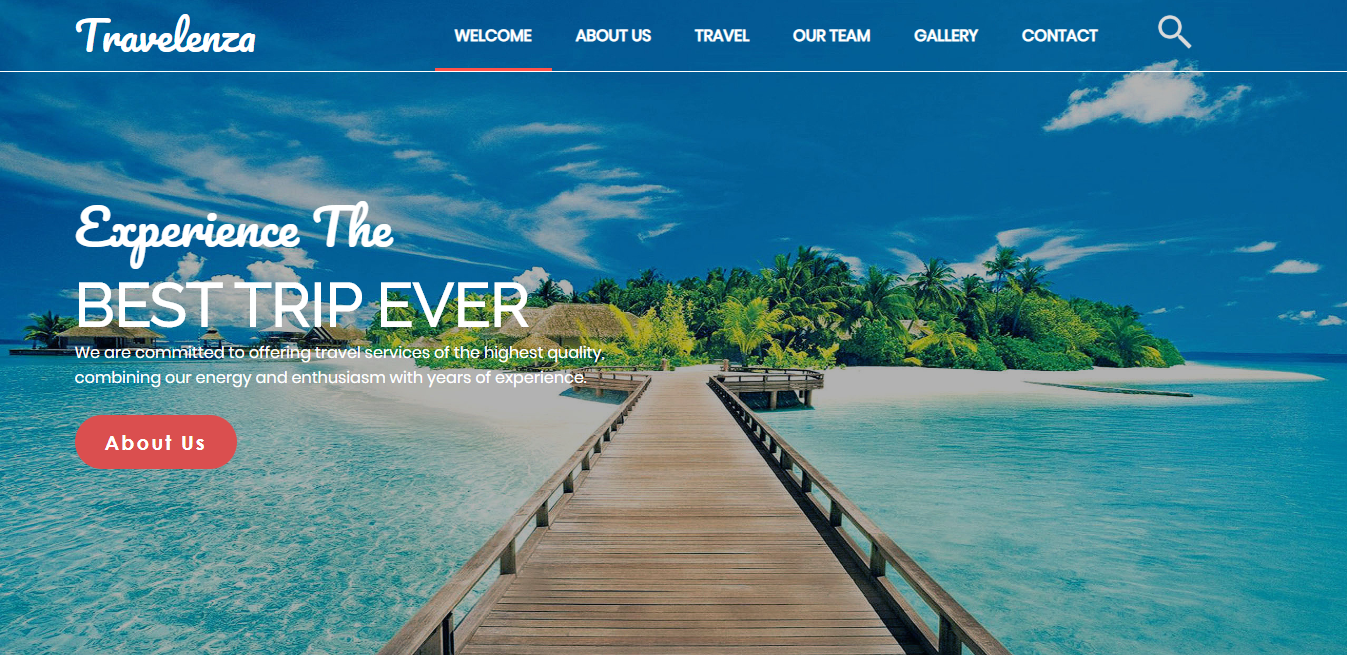 Travelenza
WELCOME ABOUT US TRAVEL OUR TEAM GALLERY CONTACT
Experience The
BEST TRIP EVER
We are committed to offering travel services of the highest quality,
combining our energy and enthusiasm with years of experience.
About Us